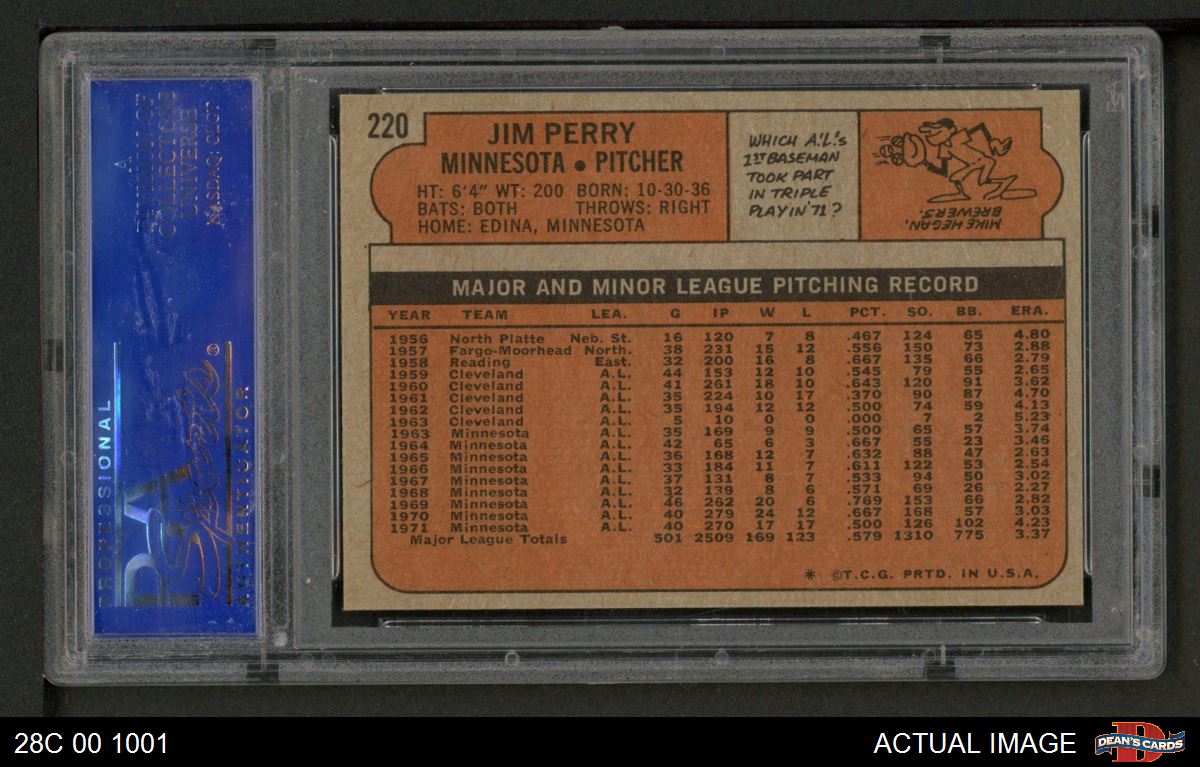 A DIVISION OF
COLLECTORS
UNIVERSE
NASDAQ: CLCT
PROFESSIONAL
PSA
Sports®
AUTHENTICATOR
220
JIM PERRY
MINNESOTA • PITCHER
HT: 6'4" WT: 200 BORN: 10-30-36
BATS: BOTH THROWS: RIGHT
HOME: EDINA, MINNESOTA
WHICH A.L.'s
1ST BASEMAN
TOOK PART
IN TRIPLE
PLAY IN '71?
MIKE HEGAN,
BREWERS.
MAJOR AND MINOR LEAGUE PITCHING RECORD
YEAR TEAM LEA. G IP W L PCT. SO. BB. ERA.
1956 North Platte Neb. St. 16 120 7 8 .467 124 65 4.80
1957 Fargo-Moorhead North. 38 231 15 12 .556 150 73 2.88
1958 Reading East. 32 200 16 8 .667 135 66 2.79
1959 Cleveland A.L. 44 153 12 10 .545 79 55 2.65
1960 Cleveland A.L. 41 261 18 10 .643 120 91 3.62
1961 Cleveland A.L. 35 224 10 17 .370 90 87 4.70
1962 Cleveland A.L. 35 194 12 12 .500 74 59 4.13
1963 Cleveland A.L. 5 10 0 0 .000 7 2 5.23
1963 Minnesota A.L. 35 169 9 9 .500 65 57 3.74
1964 Minnesota A.L. 42 65 6 3 .667 55 23 3.46
1965 Minnesota A.L. 36 168 12 7 .632 88 47 2.63
1966 Minnesota A.L. 33 184 11 7 .611 122 53 2.54
1967 Minnesota A.L. 37 131 8 7 .533 94 50 3.02
1968 Minnesota A.L. 32 139 8 6 .571 69 26 2.27
1969 Minnesota A.L. 46 262 20 6 .769 153 66 2.82
1970 Minnesota A.L. 40 279 24 12 .667 168 57 3.03
1971 Minnesota A.L. 40 270 17 17 .500 126 102 4.23
Major League Totals 501 2509 169 123 .579 1310 775 3.37
* ©T.C.G. PRTD. IN U.S.A.
28C 00 1001
ACTUAL IMAGE
D
DEAN'S CARDS